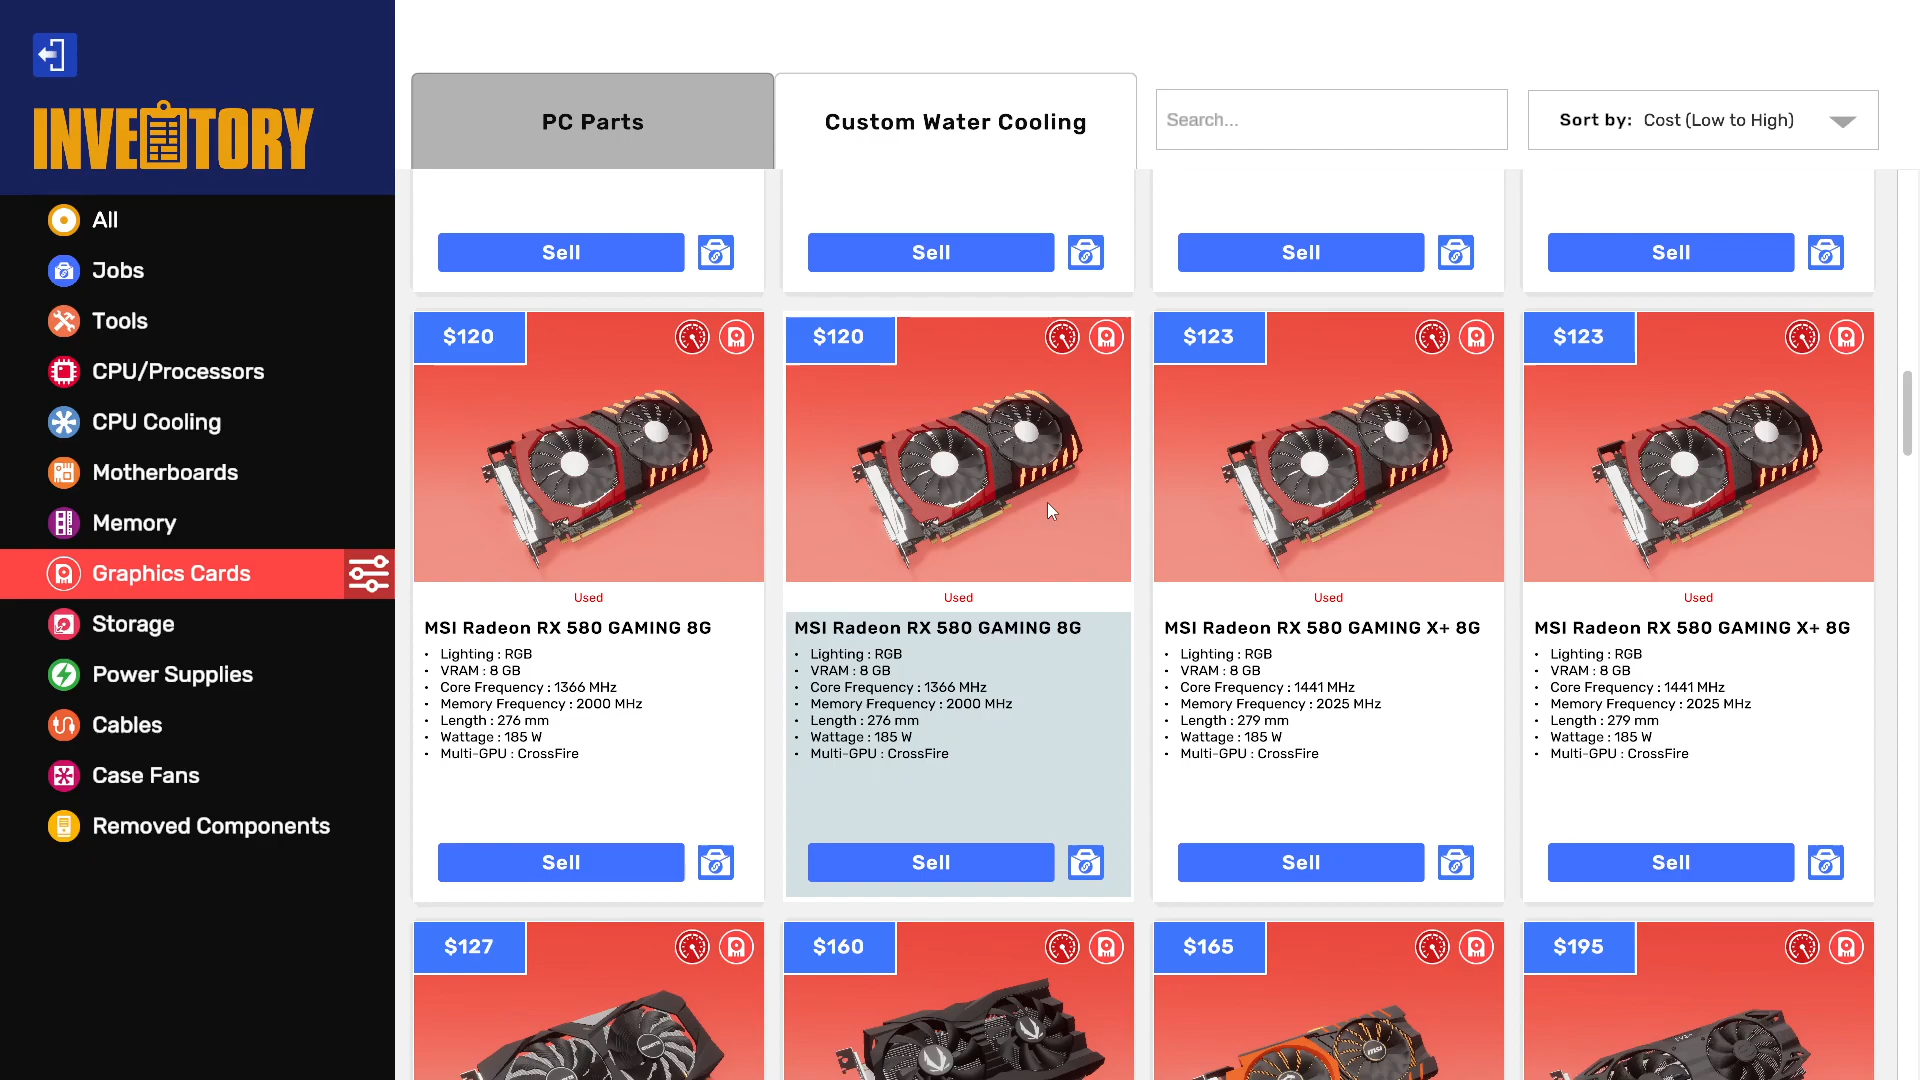 INVENTORY
All
Jobs
Tools
CPU/Processors
CPU Cooling
Motherboards
Memory
Graphics Cards
Storage
Power Supplies
Cables
Case Fans
Removed Components
PC Parts
Custom Water Cooling
Search...
Sort by: Cost (Low to High)
Sell
Sell
Sell
Sell
$120
Used
MSI Radeon RX 580 GAMING 8G
• Lighting : RGB
• VRAM : 8 GB
• Core Frequency : 1366 MHz
• Memory Frequency : 2000 MHz
• Length : 276 mm
• Wattage : 185 W
• Multi-GPU : CrossFire
Sell
$120
Used
MSI Radeon RX 580 GAMING 8G
• Lighting : RGB
• VRAM : 8 GB
• Core Frequency : 1366 MHz
• Memory Frequency : 2000 MHz
• Length : 276 mm
• Wattage : 185 W
• Multi-GPU : CrossFire
Sell
$123
Used
MSI Radeon RX 580 GAMING X+ 8G
• Lighting : RGB
• VRAM : 8 GB
• Core Frequency : 1441 MHz
• Memory Frequency : 2025 MHz
• Length : 279 mm
• Wattage : 185 W
• Multi-GPU : CrossFire
Sell
$123
Used
MSI Radeon RX 580 GAMING X+ 8G
• Lighting : RGB
• VRAM : 8 GB
• Core Frequency : 1441 MHz
• Memory Frequency : 2025 MHz
• Length : 279 mm
• Wattage : 185 W
• Multi-GPU : CrossFire
Sell
$127
$160
$165
$195
msi